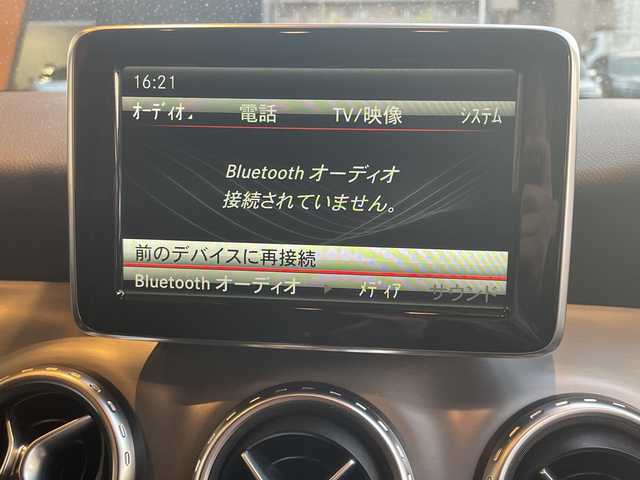 16:21
オーディオ 電話 TV/映像 システム
Bluetooth オーディオ
接続されていません。
前のデバイスに再接続
Bluetooth オーディオ ▶ メディア サウンド